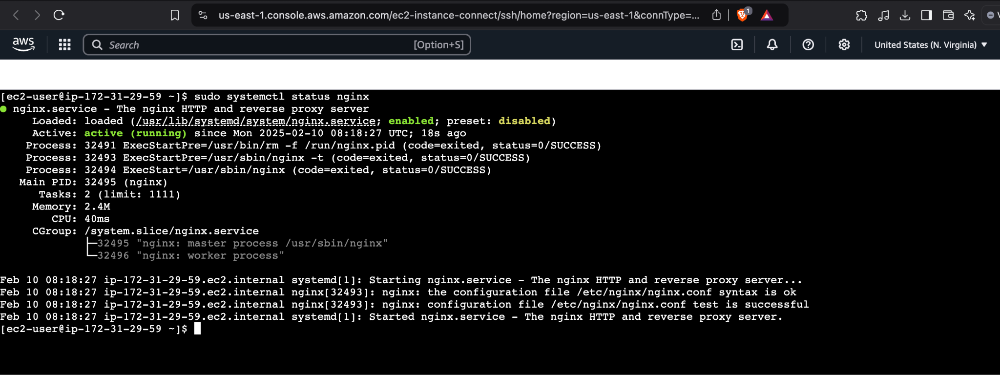 us-east-1.console.aws.amazon.com/ec2-instance-connect/ssh/home?region=us-east-1&connType=...
1
aws
Search
[Option+S]
United States (N. Virginia)
[ec2-user@ip-172-31-29-59 ~]$ sudo systemctl status nginx
● nginx.service - The nginx HTTP and reverse proxy server
     Loaded: loaded (/usr/lib/systemd/system/nginx.service; enabled; preset: disabled)
     Active: active (running) since Mon 2025-02-10 08:18:27 UTC; 18s ago
    Process: 32491 ExecStartPre=/usr/bin/rm -f /run/nginx.pid (code=exited, status=0/SUCCESS)
    Process: 32493 ExecStartPre=/usr/sbin/nginx -t (code=exited, status=0/SUCCESS)
    Process: 32494 ExecStart=/usr/sbin/nginx (code=exited, status=0/SUCCESS)
   Main PID: 32495 (nginx)
      Tasks: 2 (limit: 1111)
     Memory: 2.4M
        CPU: 40ms
     CGroup: /system.slice/nginx.service
             ├─32495 "nginx: master process /usr/sbin/nginx"
             └─32496 "nginx: worker process"
Feb 10 08:18:27 ip-172-31-29-59.ec2.internal systemd[1]: Starting nginx.service - The nginx HTTP and reverse proxy server...
Feb 10 08:18:27 ip-172-31-29-59.ec2.internal nginx[32493]: nginx: the configuration file /etc/nginx/nginx.conf syntax is ok
Feb 10 08:18:27 ip-172-31-29-59.ec2.internal nginx[32493]: nginx: configuration file /etc/nginx/nginx.conf test is successful
Feb 10 08:18:27 ip-172-31-29-59.ec2.internal systemd[1]: Started nginx.service - The nginx HTTP and reverse proxy server.
[ec2-user@ip-172-31-29-59 ~]$